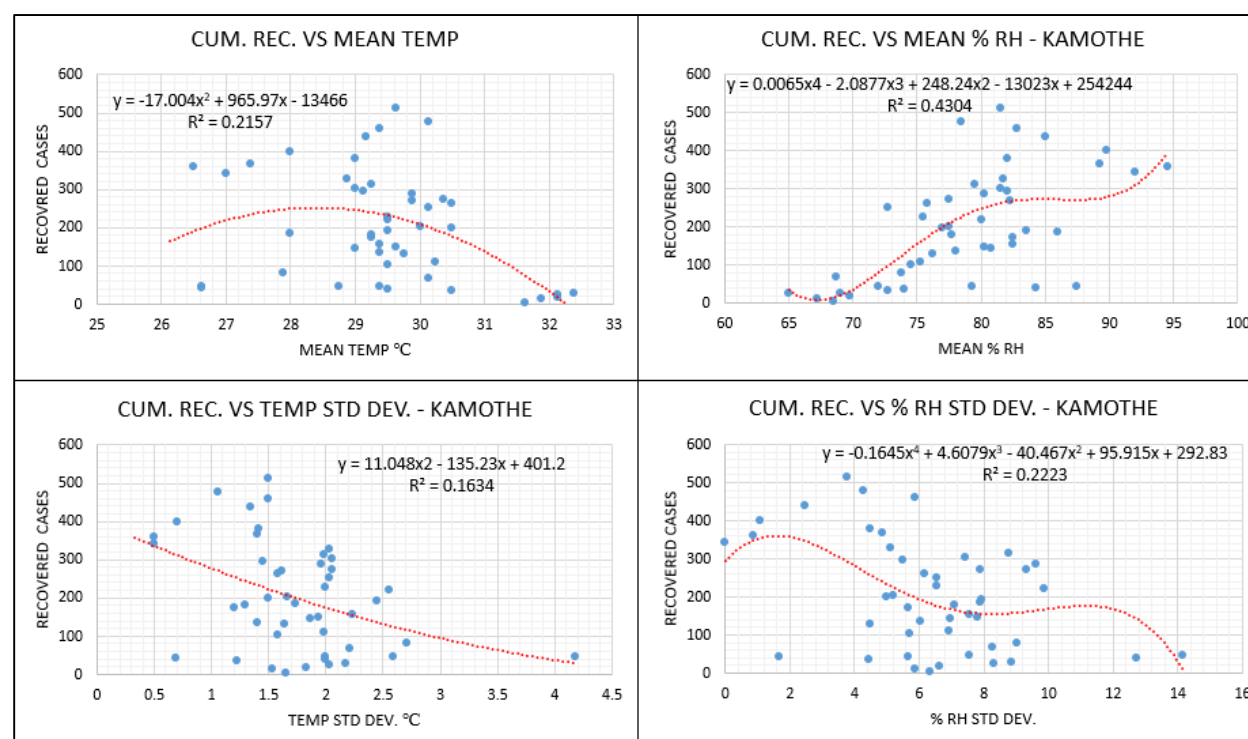 CUM. REC. VS MEAN TEMP
y = -17.004x² + 965.97x - 13466
R² = 0.2157
RECOVRED CASES
600
500
400
300
200
100
0
25 26 27 28 29 30 31 32 33
MEAN TEMP °C
CUM. REC. VS MEAN % RH - KAMOTHE
y = 0.0065x4 - 2.0877x3 + 248.24x2 - 13023x + 254244
R² = 0.4304
RECOVERED CASES
600
500
400
300
200
100
0
60 65 70 75 80 85 90 95 100
MEAN % RH
CUM. REC. VS TEMP STD DEV. - KAMOTHE
y = 11.048x2 - 135.23x + 401.2
R² = 0.1634
RECOVERED CASES
600
500
400
300
200
100
0
0 0.5 1 1.5 2 2.5 3 3.5 4 4.5
TEMP STD DEV. °C
CUM. REC. VS % RH STD DEV. - KAMOTHE
y = -0.1645x⁴ + 4.6079x³ - 40.467x² + 95.915x + 292.83
R² = 0.2223
RECOVERED CASES
600
500
400
300
200
100
0
0 2 4 6 8 10 12 14 16
% RH STD DEV.